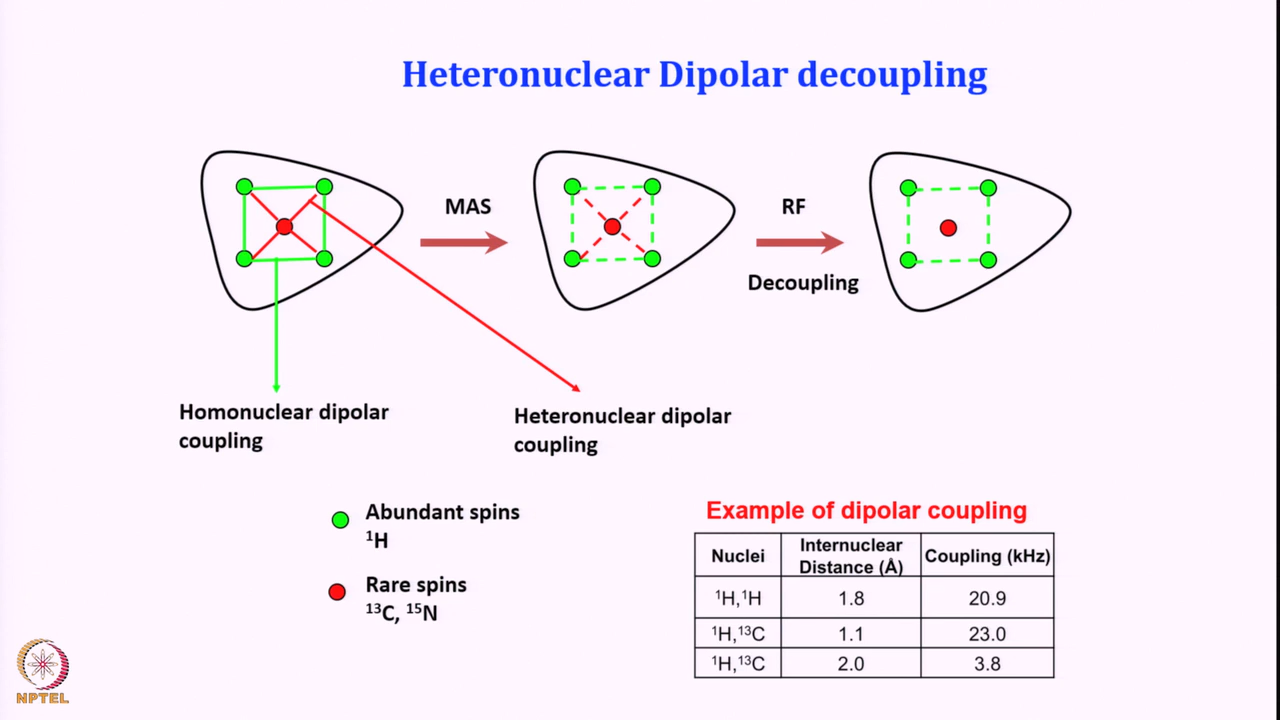 Heteronuclear Dipolar decoupling
MAS
RF
Decoupling
Homonuclear dipolar
coupling
Heteronuclear dipolar
coupling
Abundant spins
¹H
Rare spins
¹³C, ¹⁵N
Example of dipolar coupling
Nuclei Internuclear Distance (Å) Coupling (kHz)
¹H,¹H 1.8 20.9
¹H,¹³C 1.1 23.0
¹H,¹³C 2.0 3.8
NPTEL